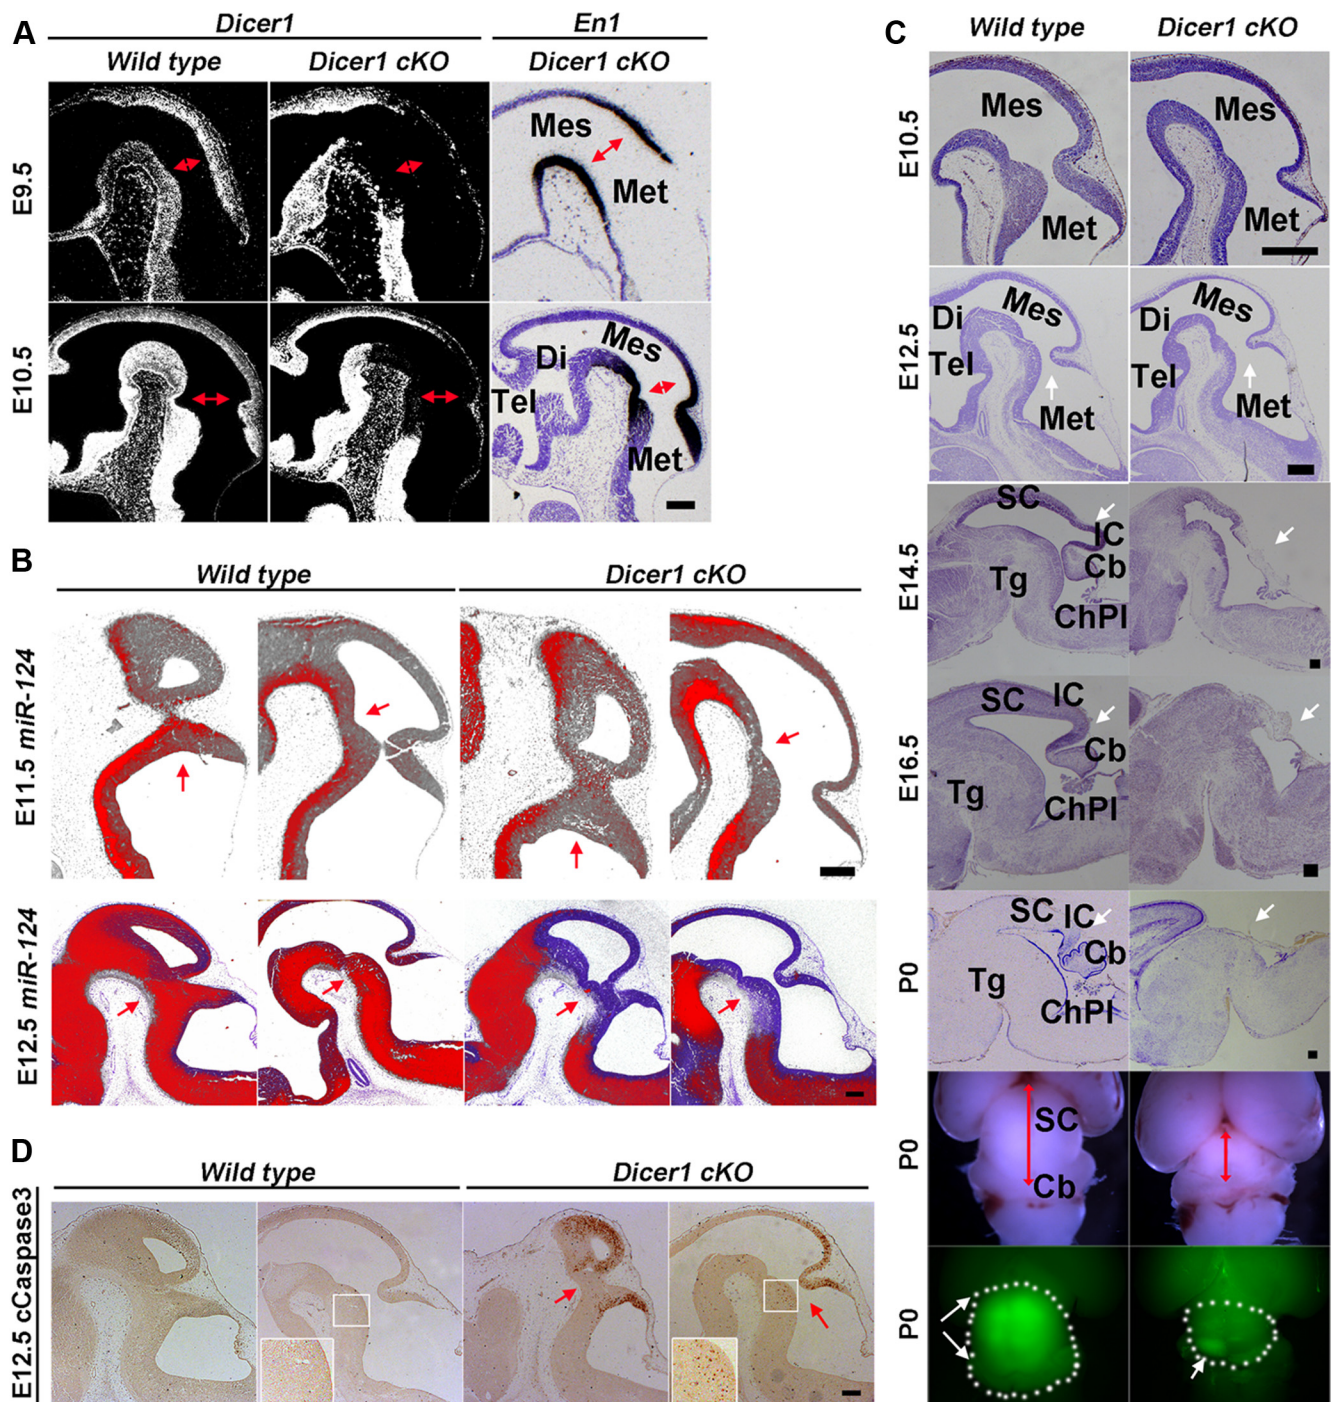 A
Dicer1
En1
Wild type
Dicer1 cKO
Dicer1 cKO
E9.5
Mes
Met
E10.5
Di
Mes
Tel
Met
B
Wild type
Dicer1 cKO
E11.5 miR-124
E12.5 miR-124
D
Wild type
Dicer1 cKO
E12.5 cCaspase3
C
Wild type
Dicer1 cKO
E10.5
Mes
Met
Mes
Met
E12.5
Di
Mes
Tel
Met
Di
Mes
Tel
Met
E14.5
SC
IC
Cb
Tg
ChPl
E16.5
SC
IC
Cb
Tg
ChPl
P0
SC
IC
Cb
Tg
ChPl
P0
SC
Cb
P0